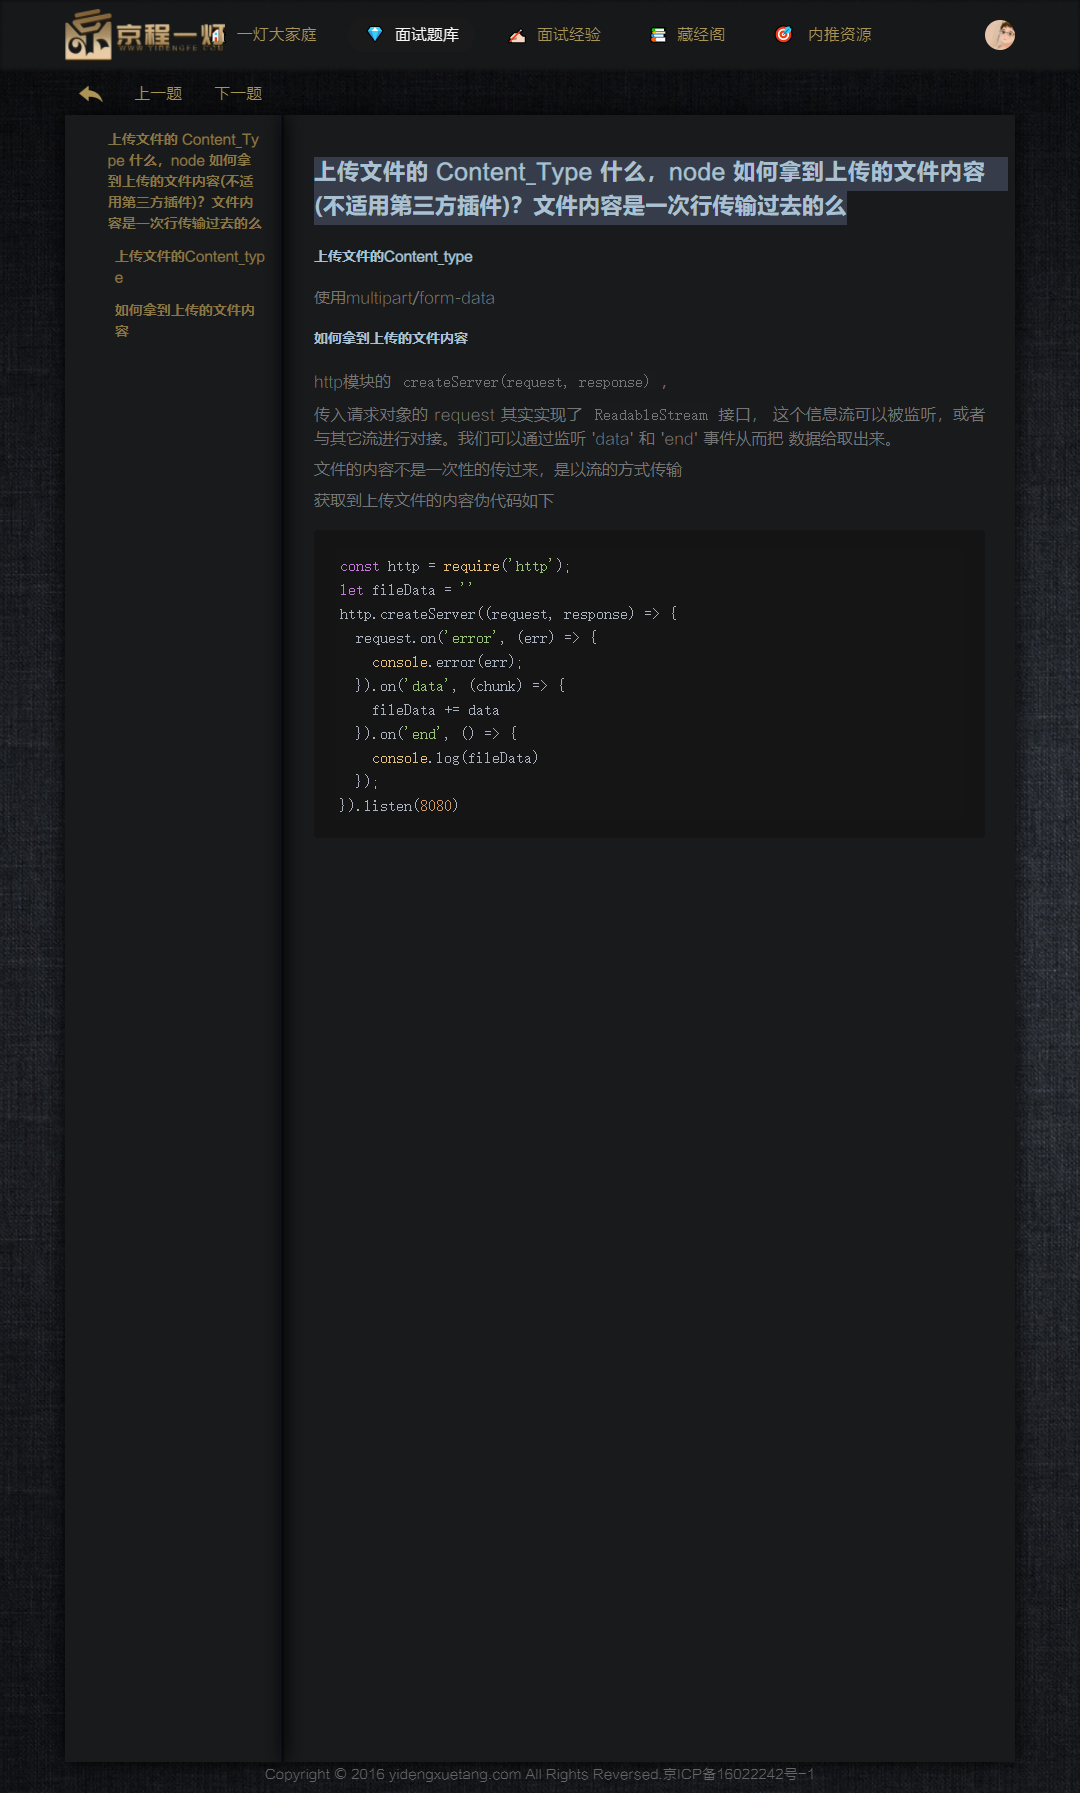 京程一灯
WWW.YIDENGFE.COM
一灯大家庭
面试题库
面试经验
藏经阁
内推资源
上一题
下一题
上传文件的 Content_Ty
pe 什么，node 如何拿
到上传的文件内容(不适
用第三方插件)？文件内
容是一次行传输过去的么
上传文件的Content_typ
e
如何拿到上传的文件内
容
上传文件的 Content_Type 什么，node 如何拿到上传的文件内容
(不适用第三方插件)？文件内容是一次行传输过去的么
上传文件的Content_type
使用multipart/form-data
如何拿到上传的文件内容
http模块的 createServer(request, response) ，
传入请求对象的 request 其实实现了 ReadableStream 接口， 这个信息流可以被监听，或者
与其它流进行对接。我们可以通过监听 'data' 和 'end' 事件从而把 数据给取出来。
文件的内容不是一次性的传过来，是以流的方式传输
获取到上传文件的内容伪代码如下
const http = require('http');
let fileData = ''
http.createServer((request, response) => {
  request.on('error', (err) => {
    console.error(err);
  }).on('data', (chunk) => {
    fileData += data
  }).on('end', () => {
    console.log(fileData)
  });
}).listen(8080)
Copyright © 2016 yidengxuetang.com All Rights Reversed.京ICP备16022242号-1